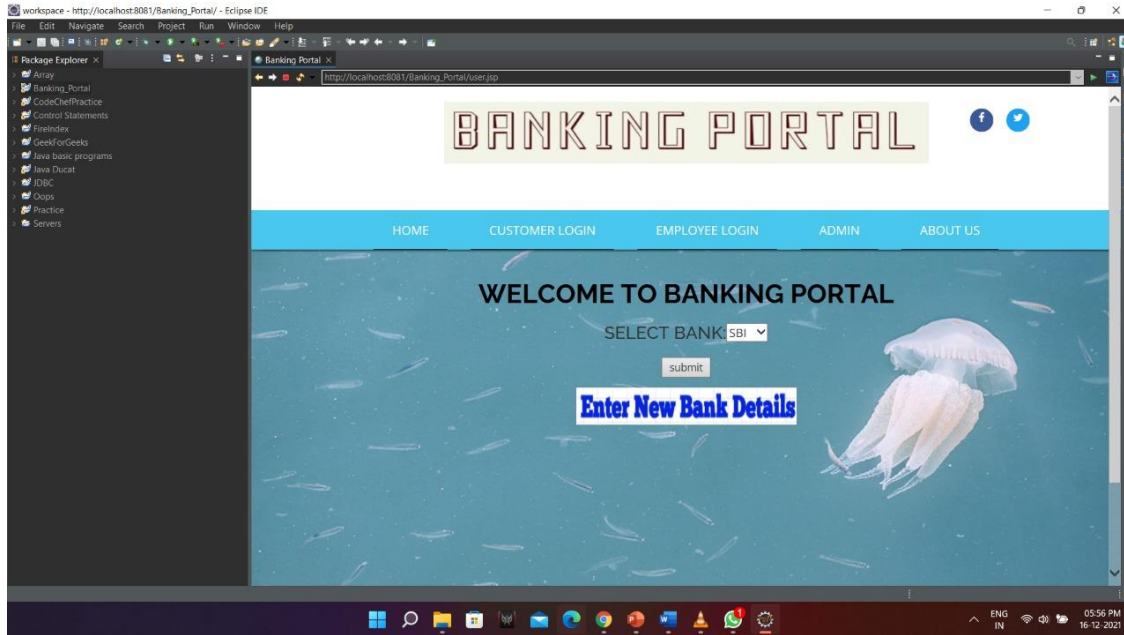 workspace - http://localhost:8081/Banking_Portal/ - Eclipse IDE
File Edit Navigate Search Project Run Window Help
Package Explorer
Array
Banking_Portal
CodeChefPractice
Control Statements
FireIndex
GeekForGeeks
Java basic programs
Java Ducat
JDBC
Oops
Practice
Servers
Banking Portal
http://localhost:8081/Banking_Portal/user.jsp
BANKING PORTAL
HOME CUSTOMER LOGIN EMPLOYEE LOGIN ADMIN ABOUT US
WELCOME TO BANKING PORTAL
SELECT BANK: SBI
submit
Enter New Bank Details
ENG
IN
05:56 PM
16-12-2021